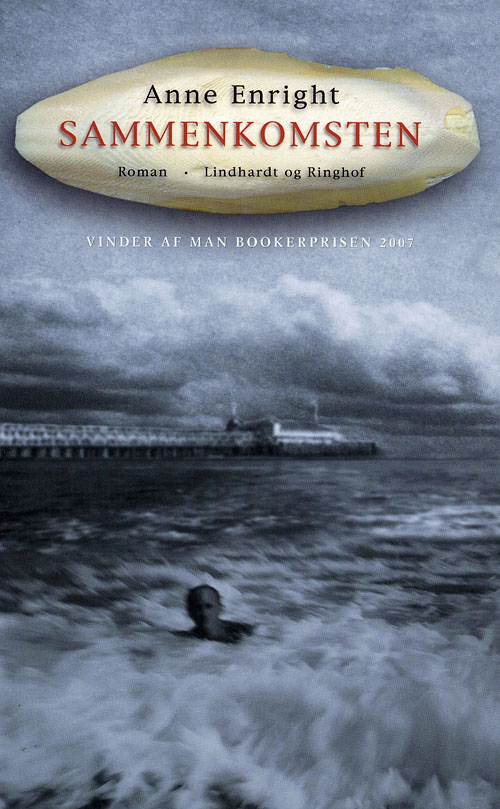 Anne Enright
SAMMENKOMSTEN
Roman · Lindhardt og Ringhof
VINDER AF MAN BOOKERPRISEN 2007